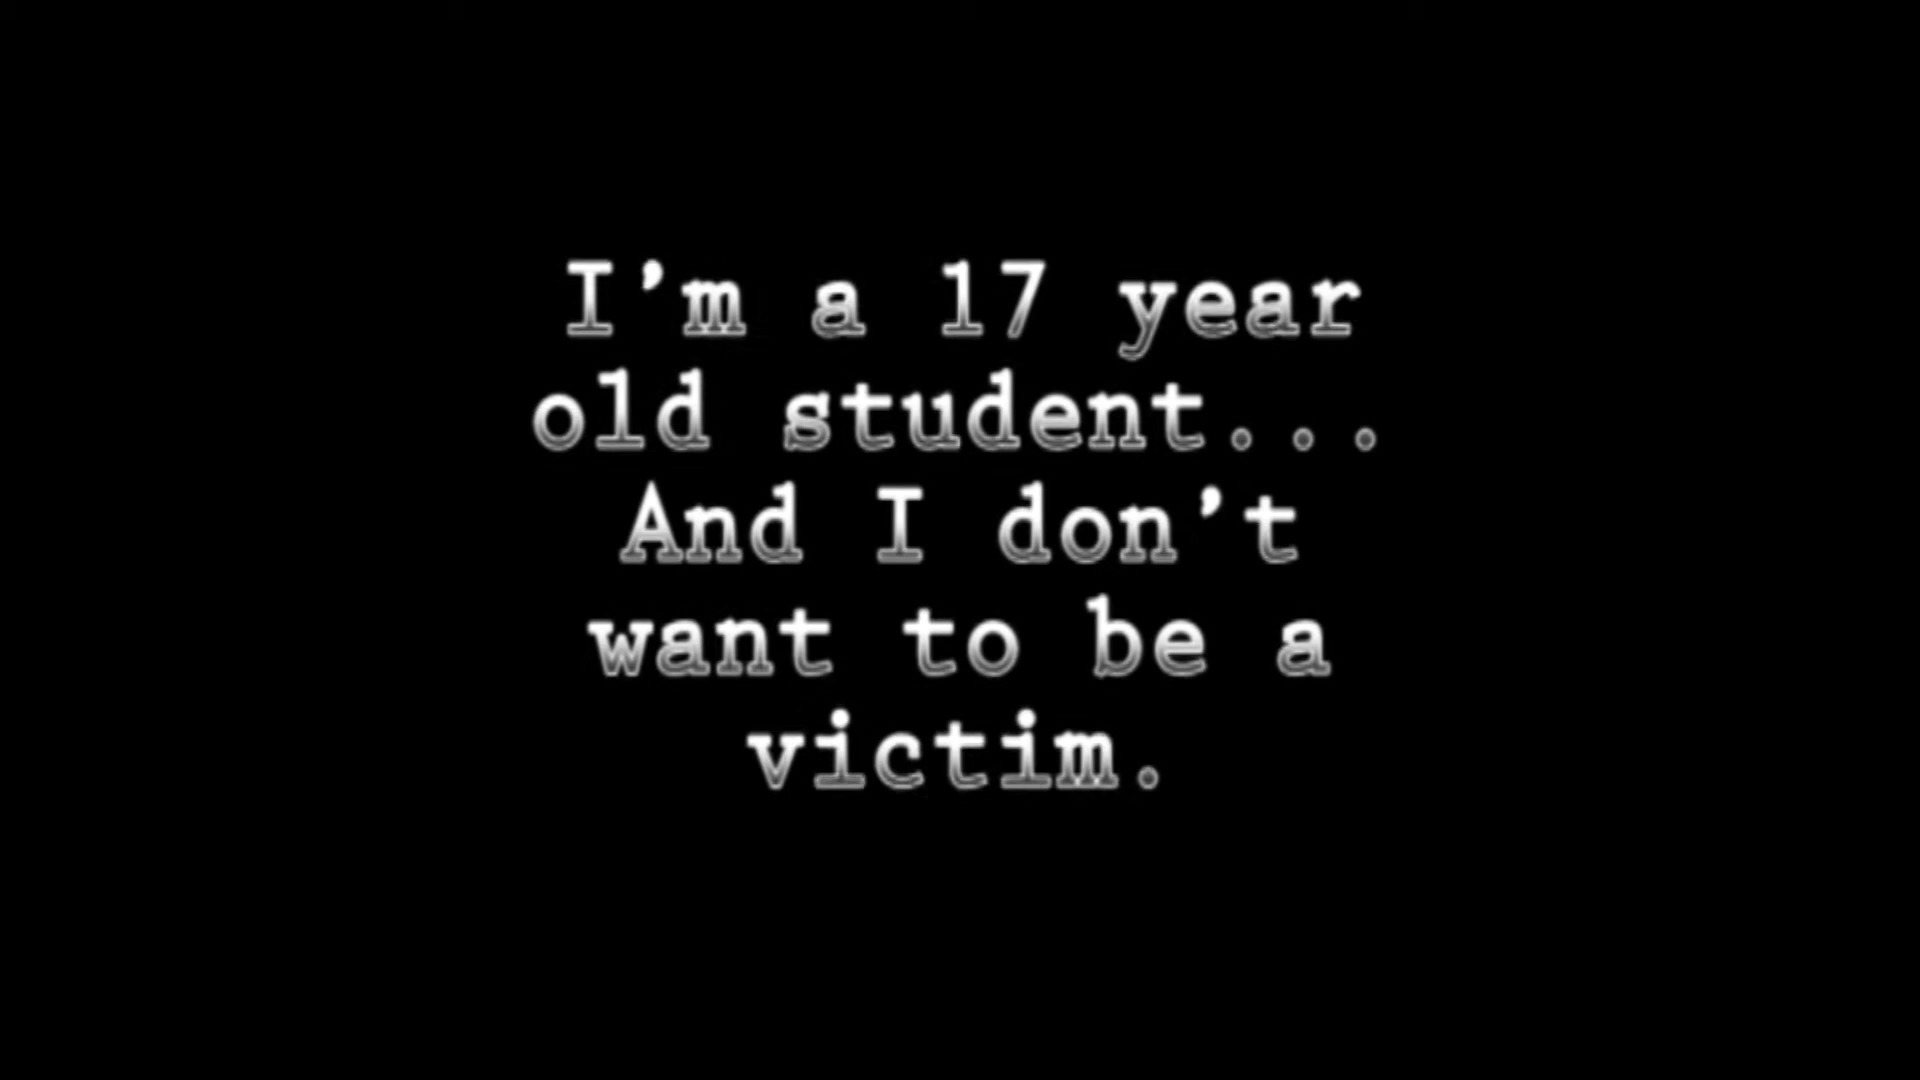 I’m a 17 year
old student...
And I don’t
want to be a
victim.